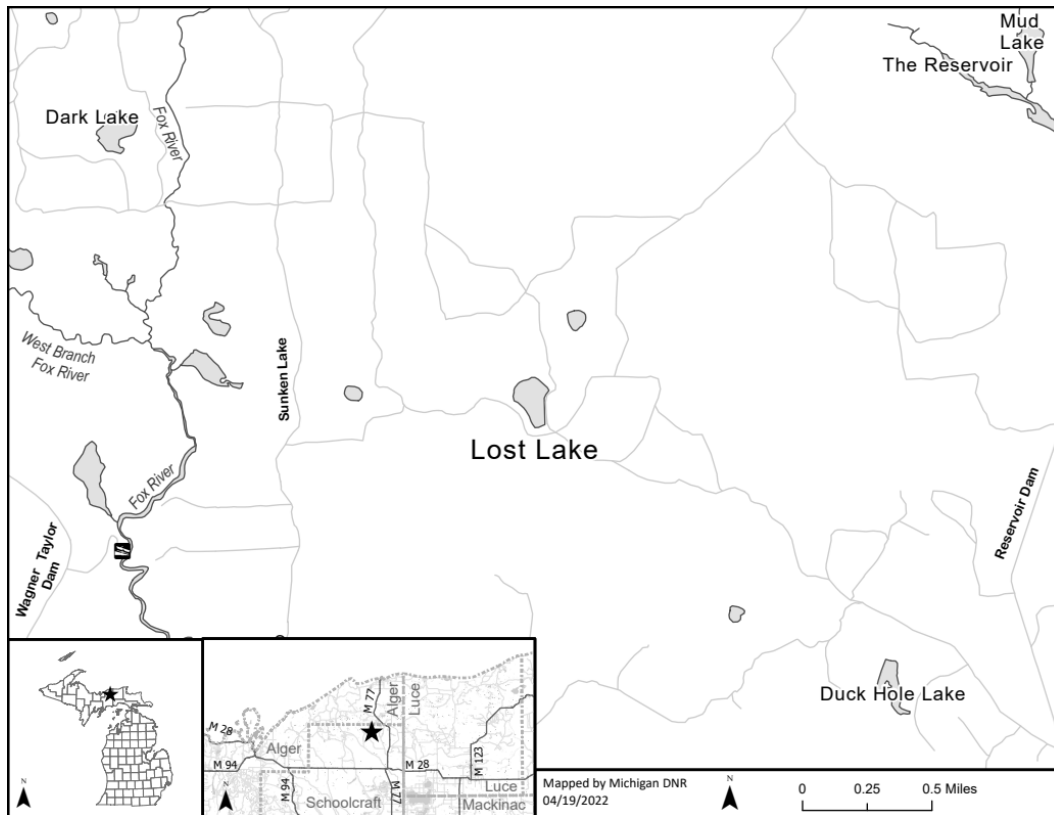 Mud
Lake
The Reservoir
Dark Lake
Fox River
West Branch
Fox River
Sunken Lake
Lost Lake
Fox River
Reservoir Dam
Wagner Taylor
Dam
Duck Hole Lake
N
N
M 28
M 94
Alger
M 94
Schoolcraft
M 77
Alger
Luce
M 28
M 77
M 123
Luce
Mackinac
Mapped by Michigan DNR
04/19/2022
N
0 0.25 0.5 Miles